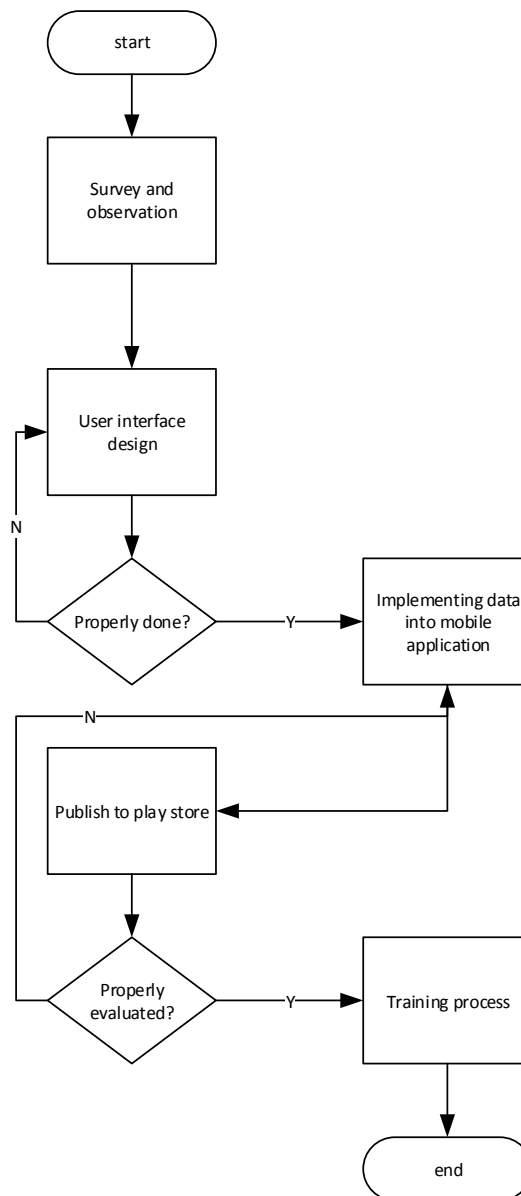 start
Survey and
observation
User interface
design
N
Properly done?
Y
Implementing data
into mobile
application
N
Publish to play store
Properly
evaluated?
Y
Training process
end